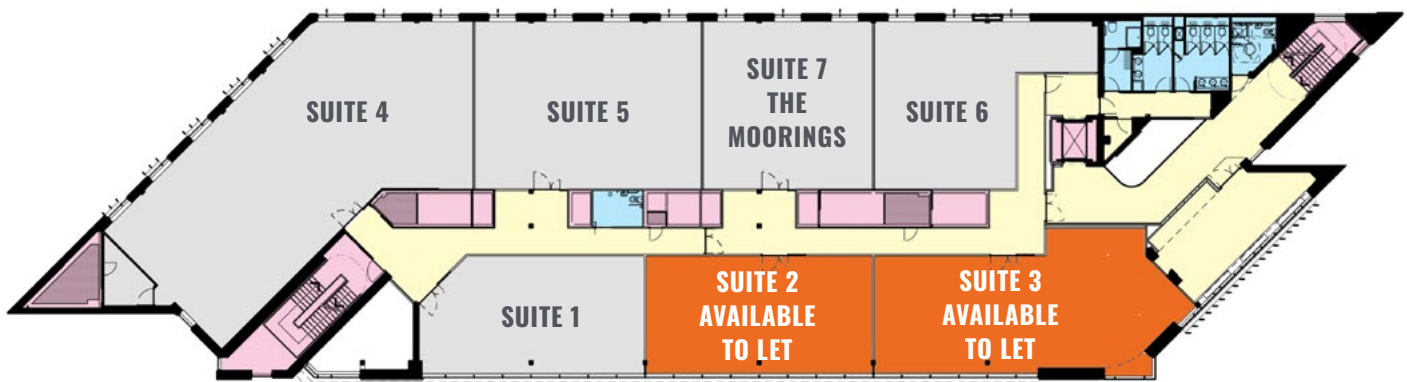 SUITE 4
SUITE 5
SUITE 7
THE
MOORINGS
SUITE 6
SUITE 1
SUITE 2
AVAILABLE
TO LET
SUITE 3
AVAILABLE
TO LET